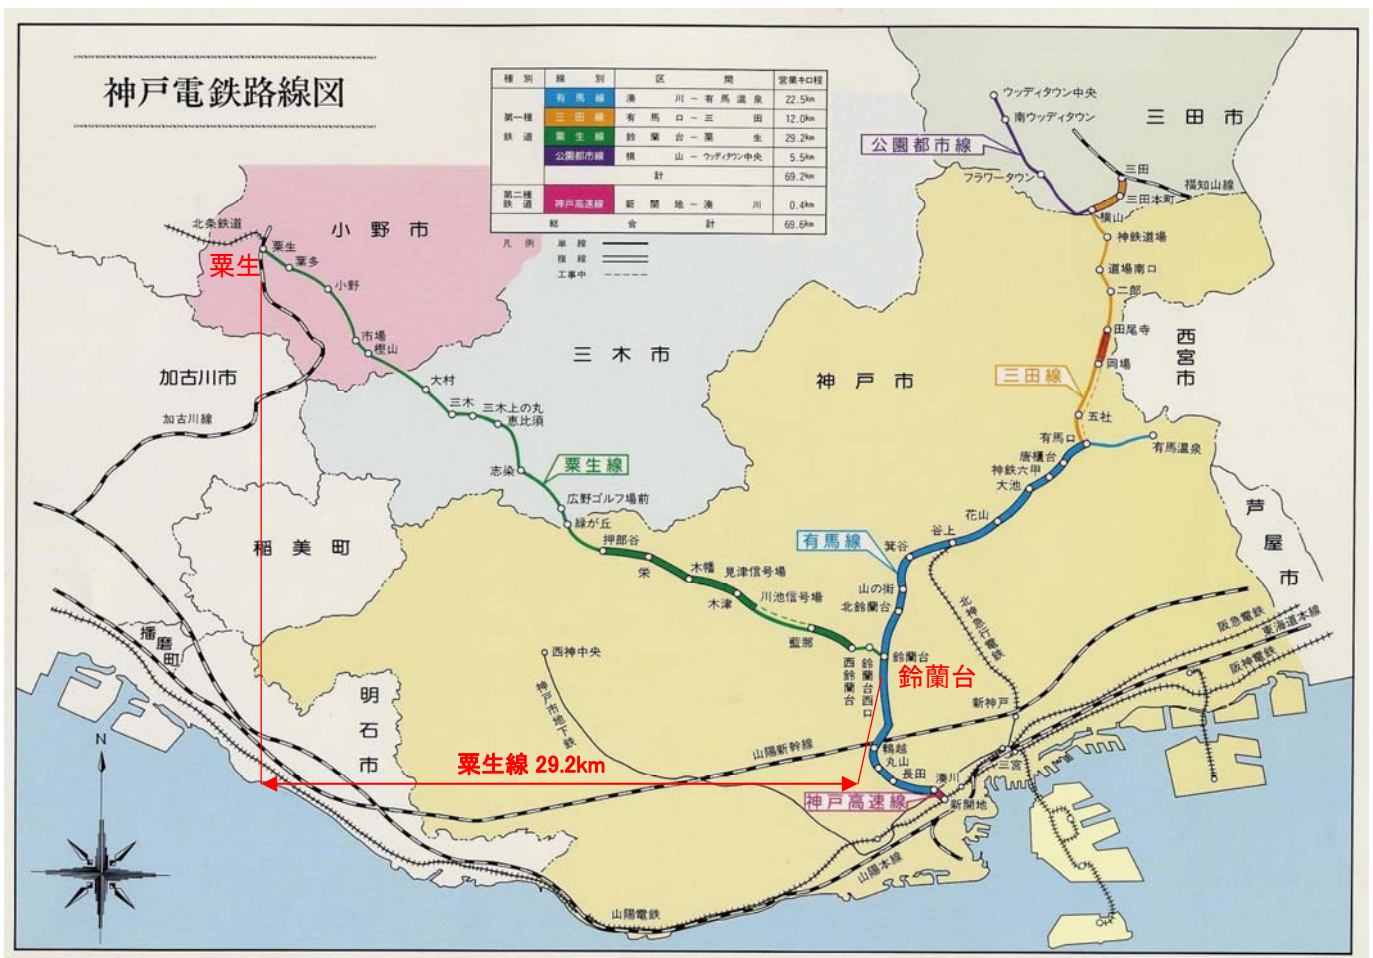 神戸電鉄路線図
種別 線別 区間 営業キロ程
第一種鉄道
有馬線 湊川～有馬温泉 22.5km
三田線 有馬口～三田 12.0km
粟生線 鈴蘭台～粟生 29.2km
公園都市線 横山～ウッディタウン中央 5.5km
計 69.2km
第二種鉄道 神戸高速線 新開地～湊川 0.4km
総合計 69.6km
凡例 単線
複線
工事中
ウッディタウン中央
南ウッディタウン
三田市
公園都市線
フラワータウン
三田
福知山線
三田本町
横山
神鉄道場
道場南口
二郎
田尾寺
岡場
西宮市
三田線
五社
有馬口
有馬温泉
唐櫃台
神鉄六甲
大池
花山
谷上
箕谷
有馬線
山の街
北鈴蘭台
北神急行電鉄
芦屋市
神戸市
北条鉄道
小野市
粟生
粟生
葉多
小野
市場
樫山
三木市
加古川市
加古川線
大村
三木
三木上の丸
恵比須
志染
粟生線
広野ゴルフ場前
緑が丘
押部谷
栄
木幡
見津信号場
木津
川池信号場
藍那
西鈴蘭台
鈴蘭台西口
鈴蘭台
鈴蘭台
稲美町
播磨町
明石市
西神中央
神戸市地下鉄
阪急電鉄
東海道本線
阪神電鉄
新神戸
山陽新幹線
鵯越
丸山
長田
湊川
三宮
新開地
神戸高速線
粟生線 29.2km
山陽本線
山陽電鉄
N